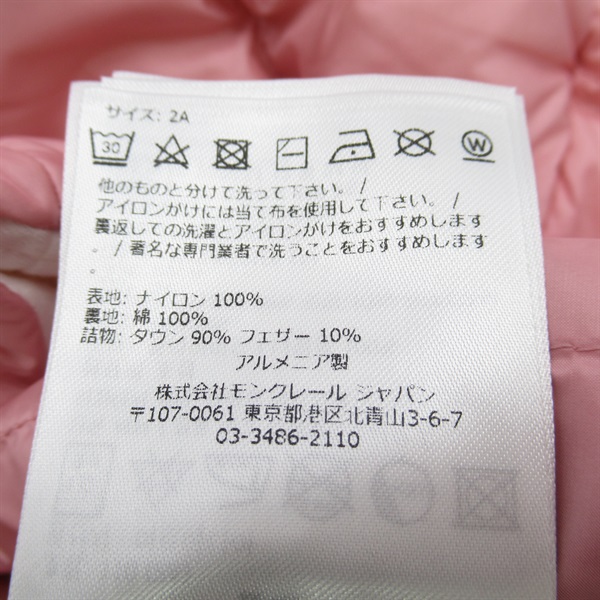 サイズ: 2A
30
W
他のものと分けて洗って下さい。/
アイロンがけには当て布を使用して下さい。/
裏返しての洗濯とアイロンがけをおすすめします
。/ 著名な専門業者で洗うことをおすすめします
。
表地: ナイロン 100%
裏地: 綿 100%
詰物: ダウン 90% フェザー 10%
アルメニア製
株式会社モンクレール ジャパン
〒107-0061 東京都港区北青山3-6-7
03-3486-2110